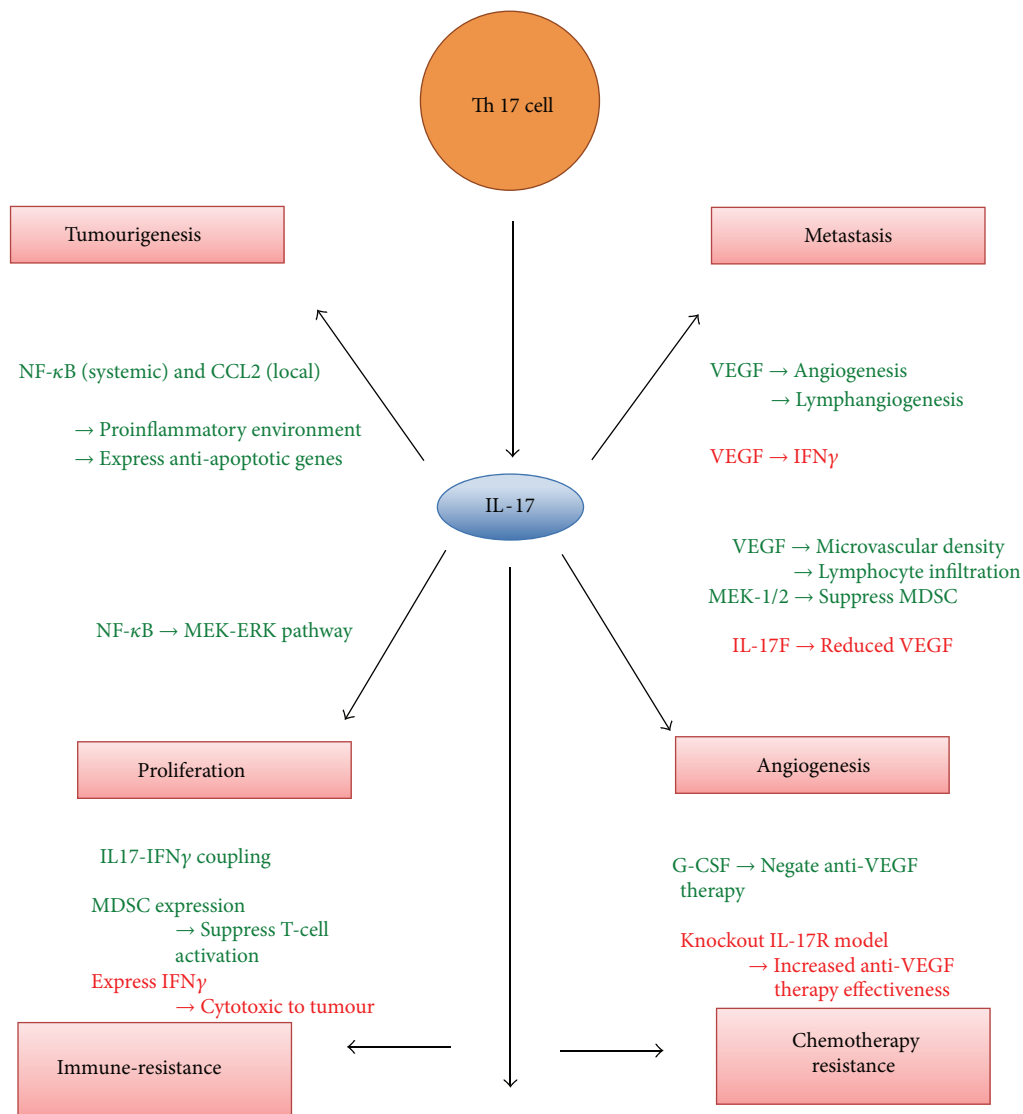 Th 17 cell
Tumourigenesis
Metastasis
NF-κB (systemic) and CCL2 (local)
→ Proinflammatory environment
→ Express anti-apoptotic genes
VEGF → Angiogenesis
→ Lymphangiogenesis
VEGF → IFNγ
IL-17
VEGF → Microvascular density
→ Lymphocyte infiltration
MEK-1/2 → Suppress MDSC
IL-17F → Reduced VEGF
NF-κB → MEK-ERK pathway
Proliferation
Angiogenesis
IL17-IFNγ coupling
MDSC expression
→ Suppress T-cell
activation
Express IFNγ
→ Cytotoxic to tumour
G-CSF → Negate anti-VEGF
therapy
Knockout IL-17R model
→ Increased anti-VEGF
therapy effectiveness
Immune-resistance
Chemotherapy
resistance